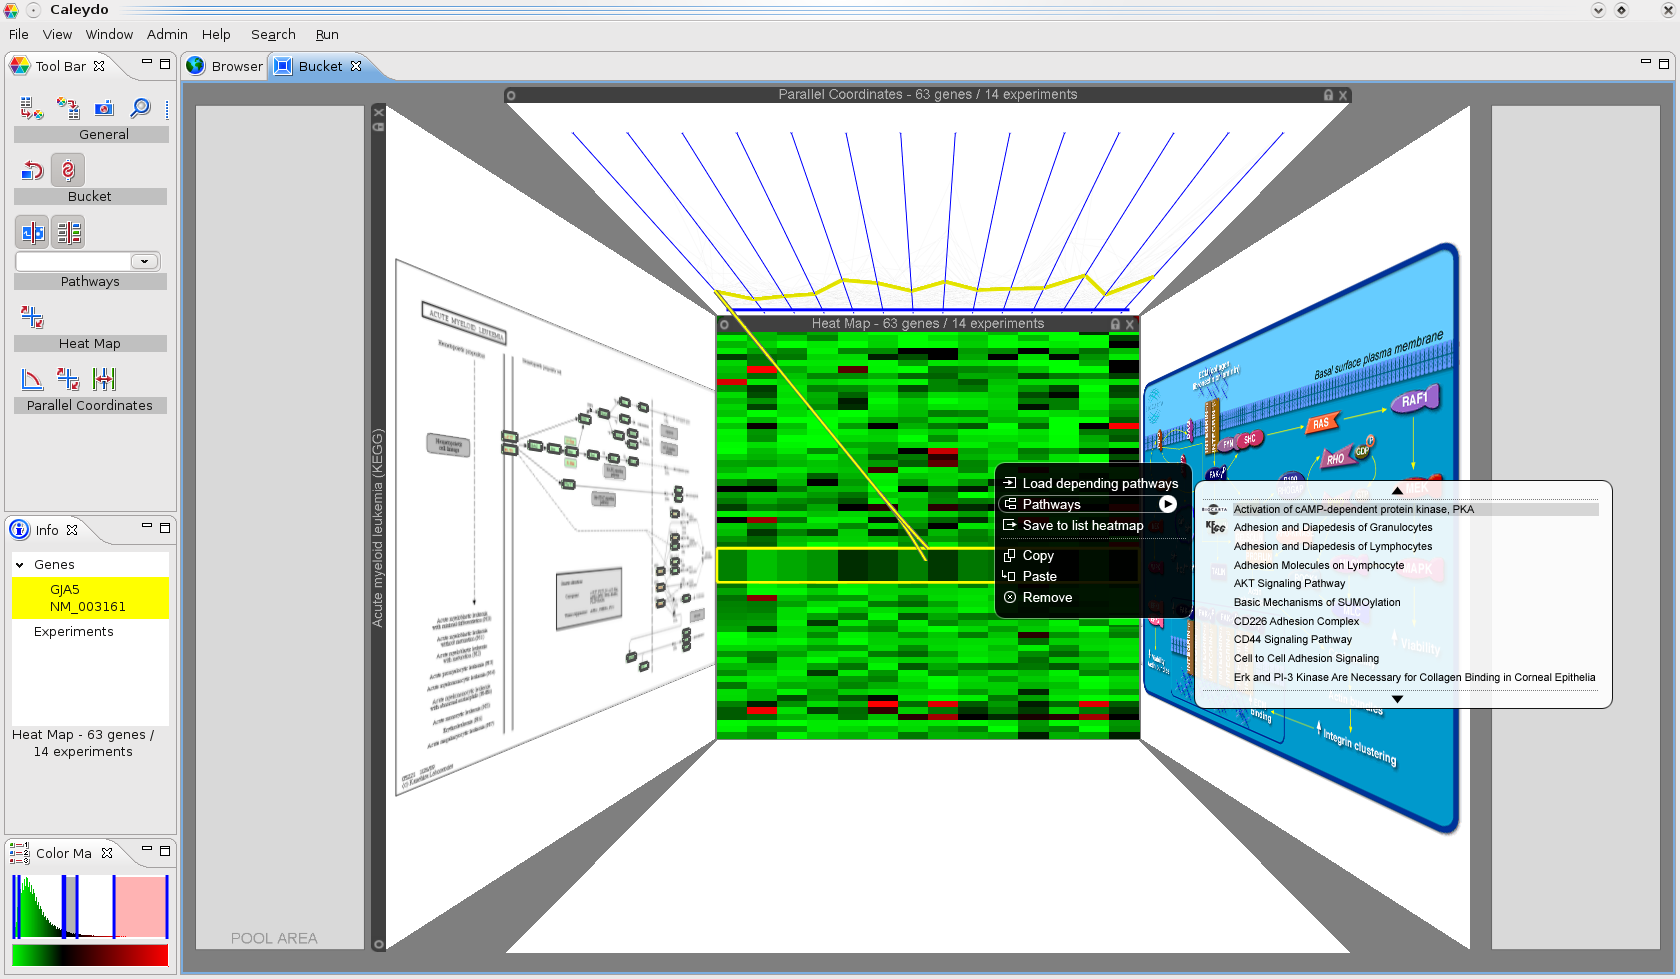 Caleydo
File View Window Admin Help Search Run
Tool Bar
Browser
Bucket
General
Bucket
Pathways
Heat Map
Parallel Coordinates
Info
Genes
GJA5
NM_003161
Experiments
Heat Map - 63 genes /
14 experiments
Color Ma
POOL AREA
Acute myeloid leukemia (KEGG)
Parallel Coordinates - 63 genes / 14 experiments
Heat Map - 63 genes / 14 experiments
ACUTE MYELOID LEUKEMIA
Load depending pathways
Pathways
Save to list heatmap
Copy
Paste
Remove
Basal surface plasma membrane
RAF1
RAS
SHC
FYN
RHO
GDP
P
Activation of cAMP-dependent protein kinase, PKA
Adhesion and Diapedesis of Granulocytes
Adhesion and Diapedesis of Lymphocytes
Adhesion Molecules on Lymphocyte
AKT Signaling Pathway
Basic Mechanisms of SUMOylation
CD226 Adhesion Complex
CD44 Signaling Pathway
Cell to Cell Adhesion Signaling
Erk and PI-3 Kinase Are Necessary for Collagen Binding in Corneal Epithelia
MAPK
Viability
Binding
Integrin clustering